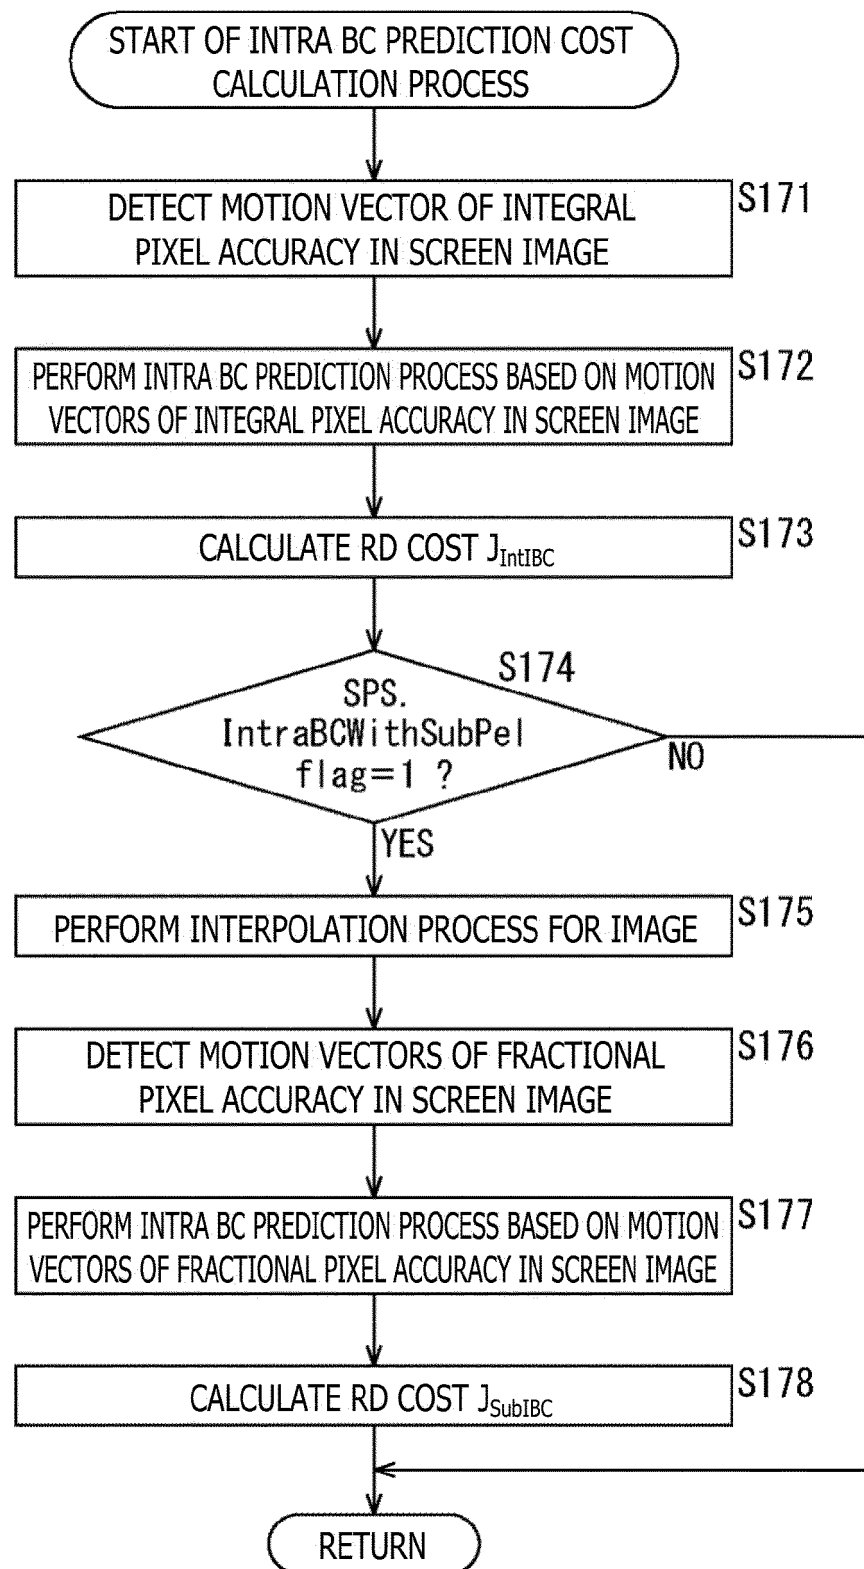 START OF INTRA BC PREDICTION COST
CALCULATION PROCESS
S171
DETECT MOTION VECTOR OF INTEGRAL
PIXEL ACCURACY IN SCREEN IMAGE
S172
PERFORM INTRA BC PREDICTION PROCESS BASED ON MOTION
VECTORS OF INTEGRAL PIXEL ACCURACY IN SCREEN IMAGE
S173
CALCULATE RD COST JIntIBC
S174
SPS.
IntraBCWithSubPel
flag=1 ?
NO
YES
S175
PERFORM INTERPOLATION PROCESS FOR IMAGE
S176
DETECT MOTION VECTORS OF FRACTIONAL
PIXEL ACCURACY IN SCREEN IMAGE
S177
PERFORM INTRA BC PREDICTION PROCESS BASED ON MOTION
VECTORS OF FRACTIONAL PIXEL ACCURACY IN SCREEN IMAGE
S178
CALCULATE RD COST JSubIBC
RETURN